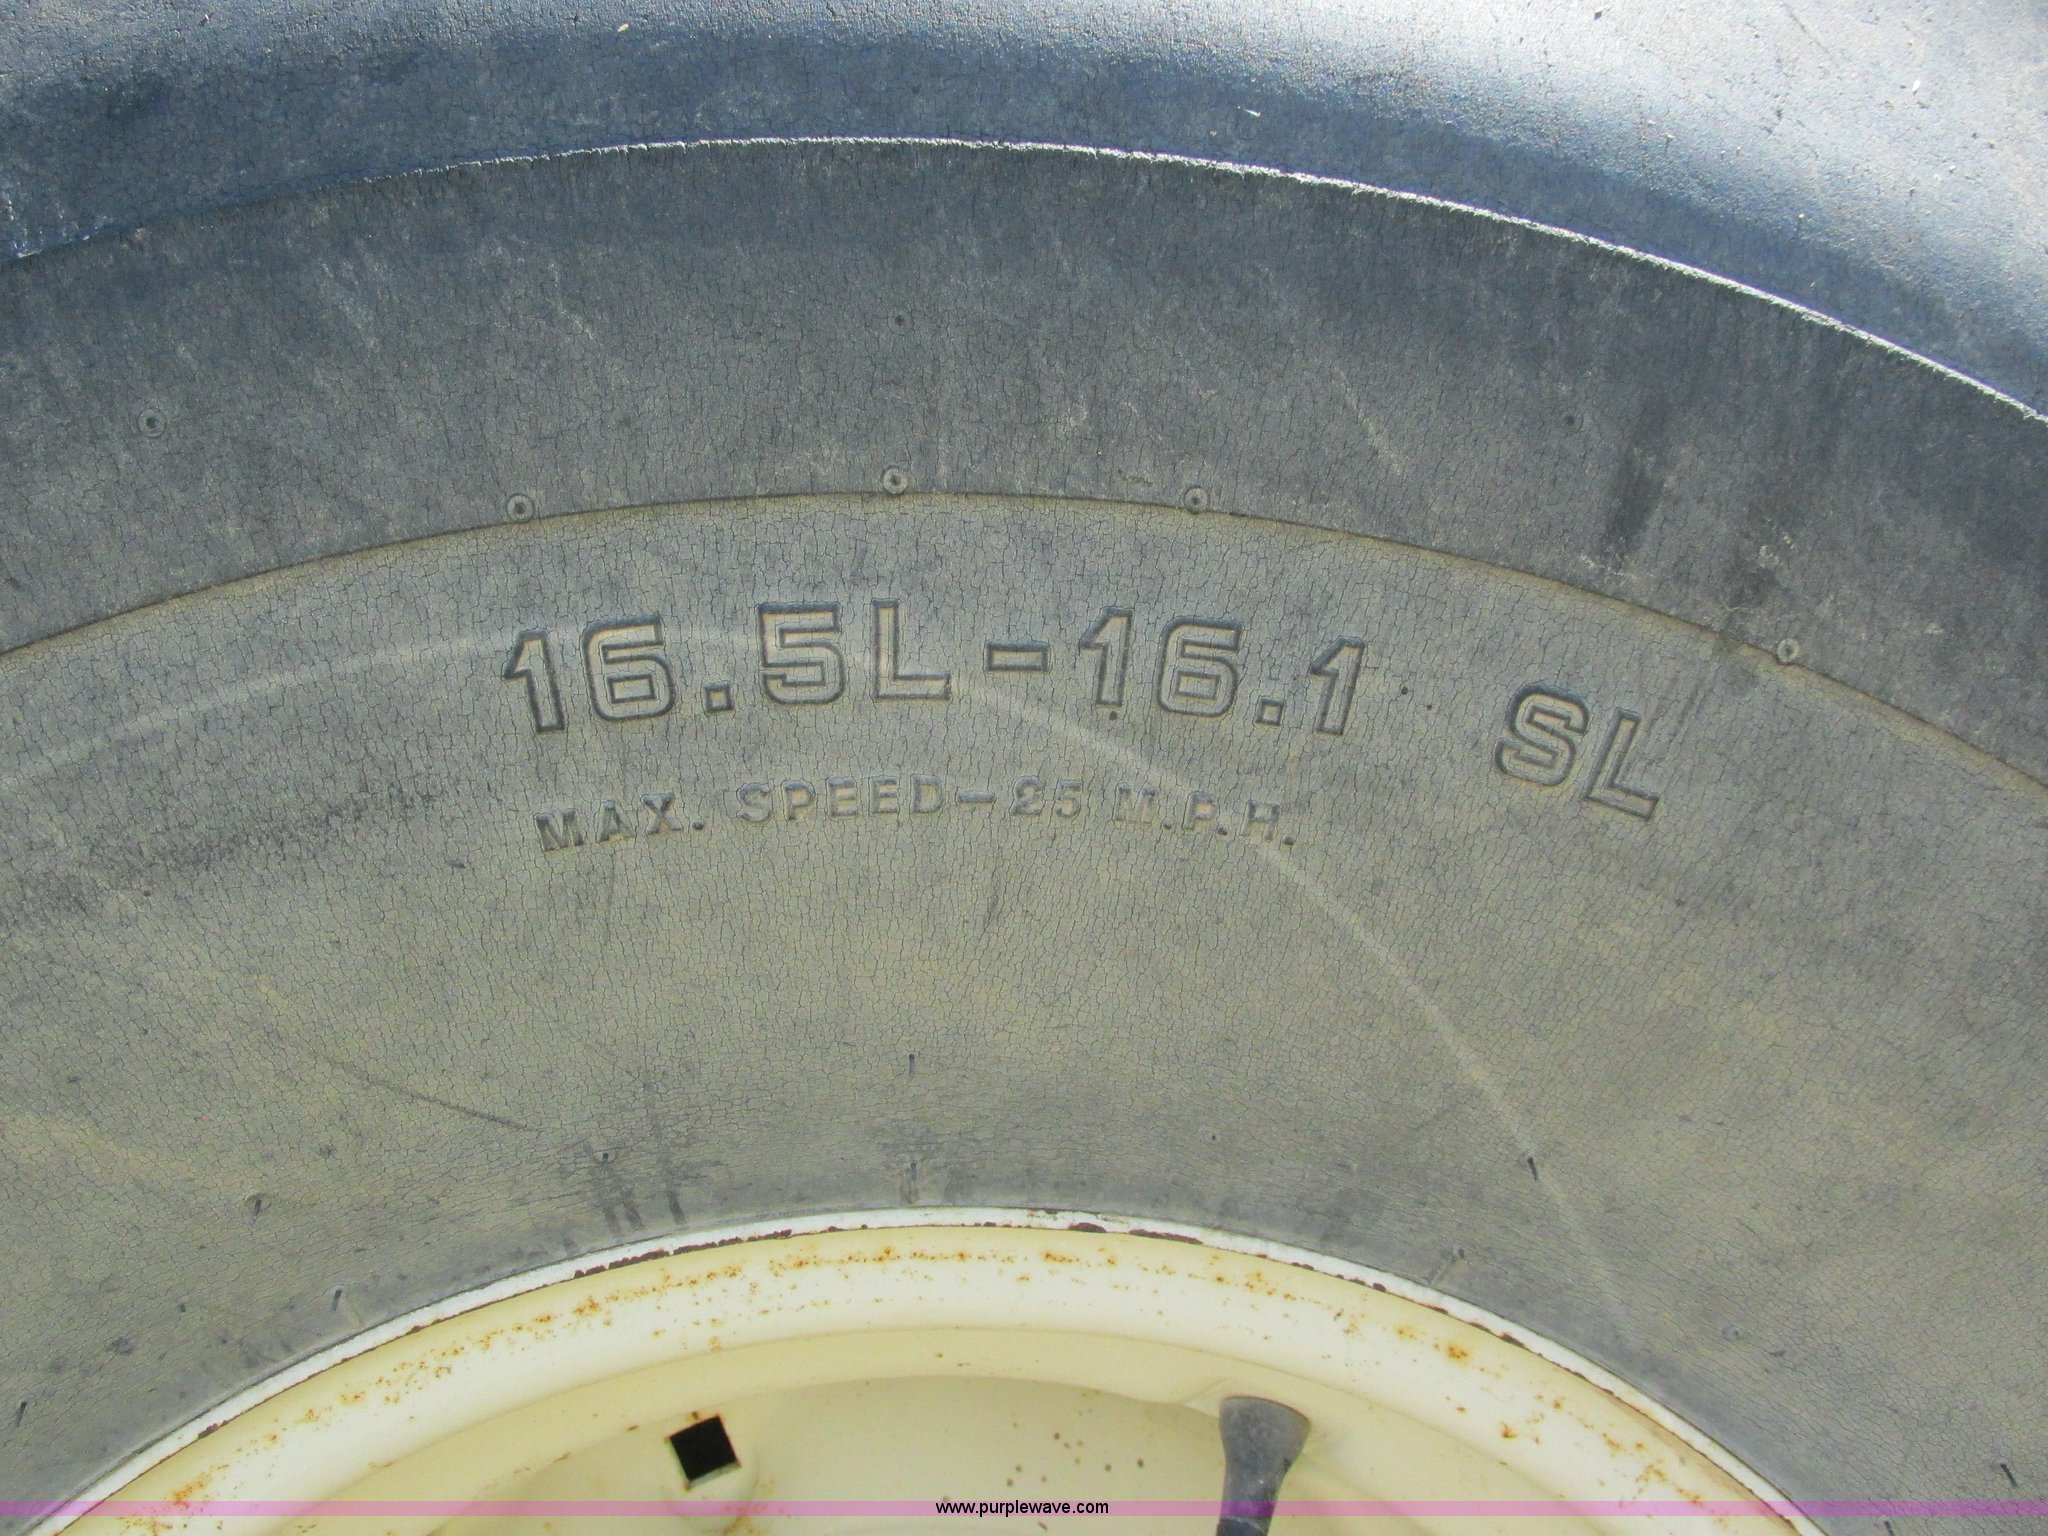 16.5L-16.1 SL
MAX. SPEED-25 M.P.H.
www.purplewave.com